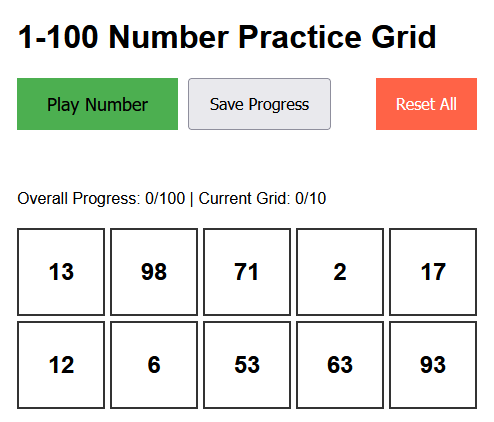 1-100 Number Practice Grid
Play Number Save Progress Reset All
Overall Progress: 0/100 | Current Grid: 0/10
13 98 71 2 17
12 6 53 63 93